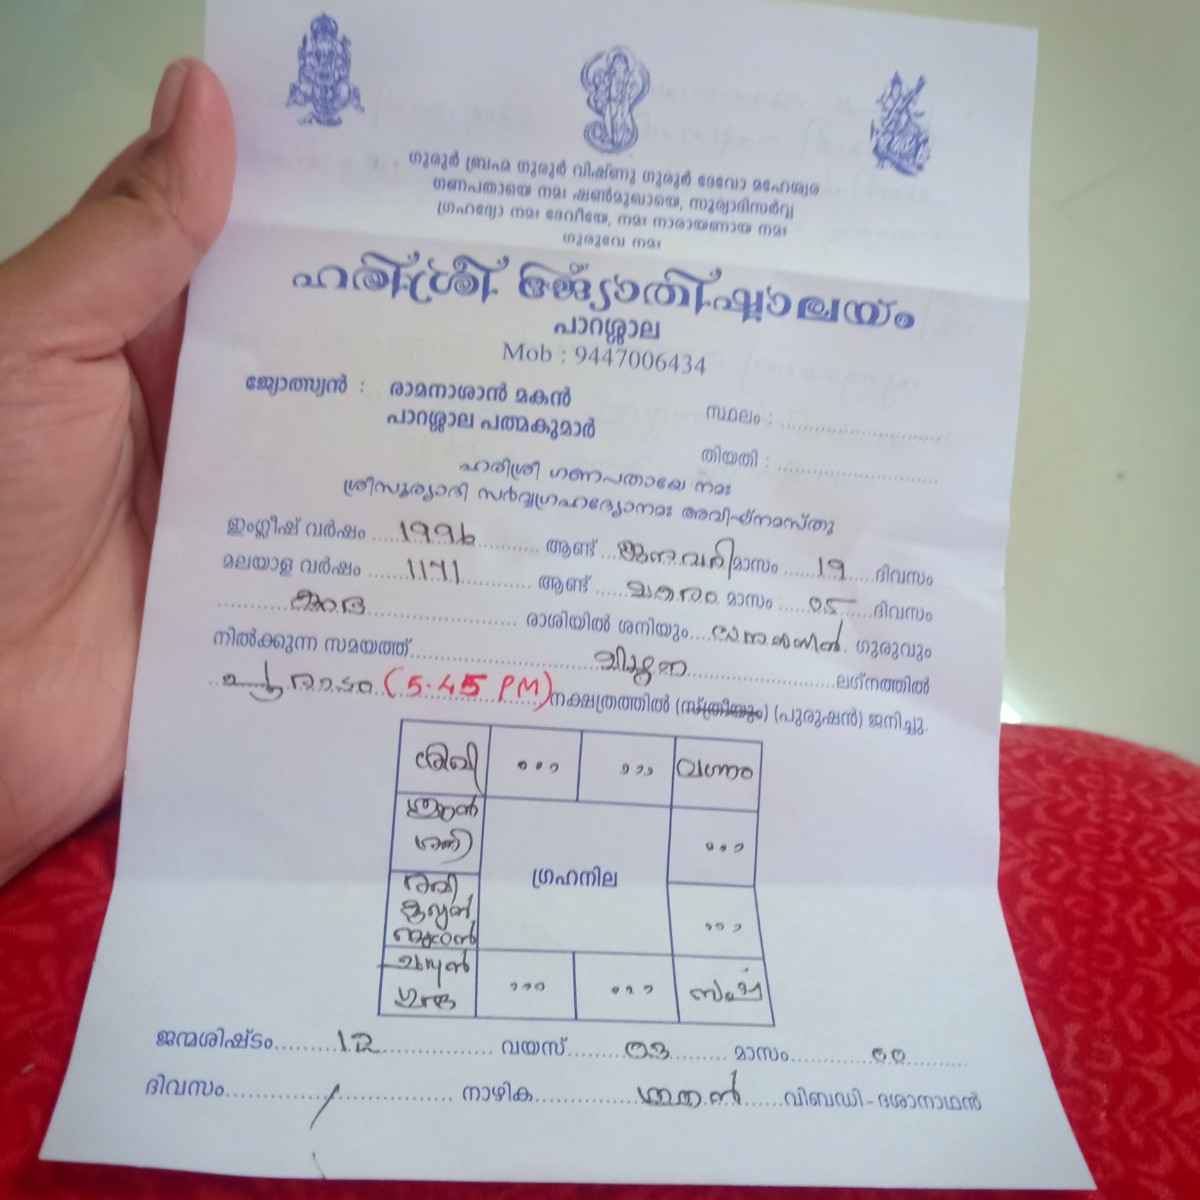 ഗുരൂർ ബ്രഹ്മ ഗുരൂർ വിഷ്ണു ഗുരൂർ ദേവോ മഹേശ്വര
ഗണപതായെ നമഃ ഷൺമുഖായെ, സൂര്യാദിസർവ്വ
ഗ്രഹദ്യോ നമഃ ദേവീയേ, നമഃ നാരായണായ നമഃ
ഗുരുവേ നമഃ
ഹരിശ്രീ ജ്യോതിഷാലയം
പാറശ്ശാല
Mob : 9447006434
ജ്യോത്സ്യൻ : രാമനാശാൻ മകൻ
പാറശ്ശാല പത്മകുമാർ
സ്ഥലം :
തിയതി :
ഹരിശ്രീ ഗണപതായേ നമഃ
ശ്രീസൂര്യാദി സർവ്വഗ്രഹദ്യോനമഃ അവിഘ്നമസ്തു
ഇംഗ്ലീഷ് വർഷം 1996 ആണ്ട് ജനുവരി മാസം 19 ദിവസം
മലയാള വർഷം 1171 ആണ്ട് മകരം മാസം 05 ദിവസം
രാശിയിൽ ശനിയും ഗുരുവും
നിൽക്കുന്ന സമയത്ത് മിഥുന ലഗ്നത്തിൽ
പൂരാടം (5.45 PM) നക്ഷത്രത്തിൽ (സ്ത്രീയും) (പുരുഷൻ) ജനിച്ചു.
ശിഖി ലഗ്നം
ശുക്രൻ
ശനി
ഗ്രഹനില
രവി
കുജൻ
ബുധൻ
ചന്ദ്രൻ
ഗുരു
സർപ്പ
ജന്മശിഷ്ടം 12 വയസ് 03 മാസം 00
ദിവസം / നാഴിക ശുക്രൻ വിബഡി - ദശാനാഥൻ